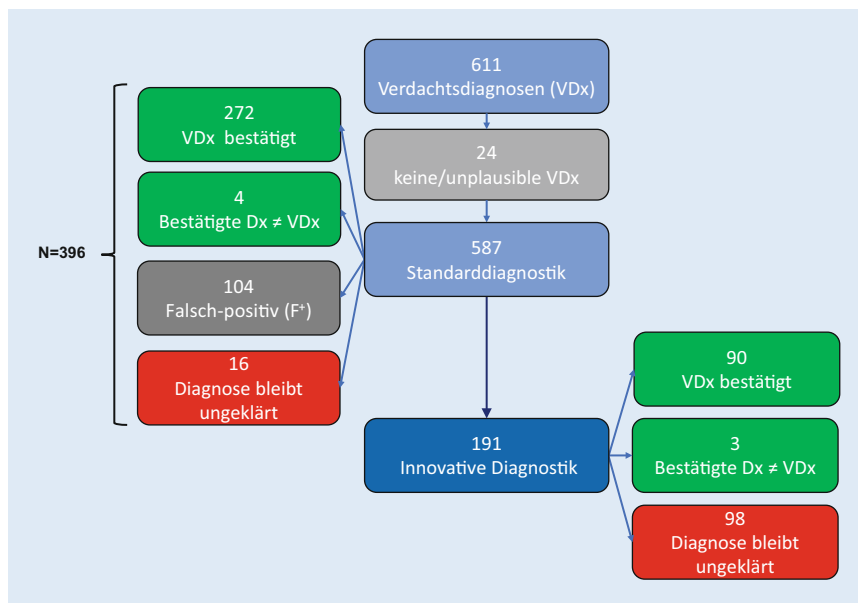 611
Verdachtsdiagnosen (VDx)
24
keine/unplausible VDx
587
Standarddiagnostik
N=396
272
VDx bestätigt
4
Bestätigte Dx ≠ VDx
104
Falsch-positiv (F⁺)
16
Diagnose bleibt
ungeklärt
191
Innovative Diagnostik
90
VDx bestätigt
3
Bestätigte Dx ≠ VDx
98
Diagnose bleibt
ungeklärt